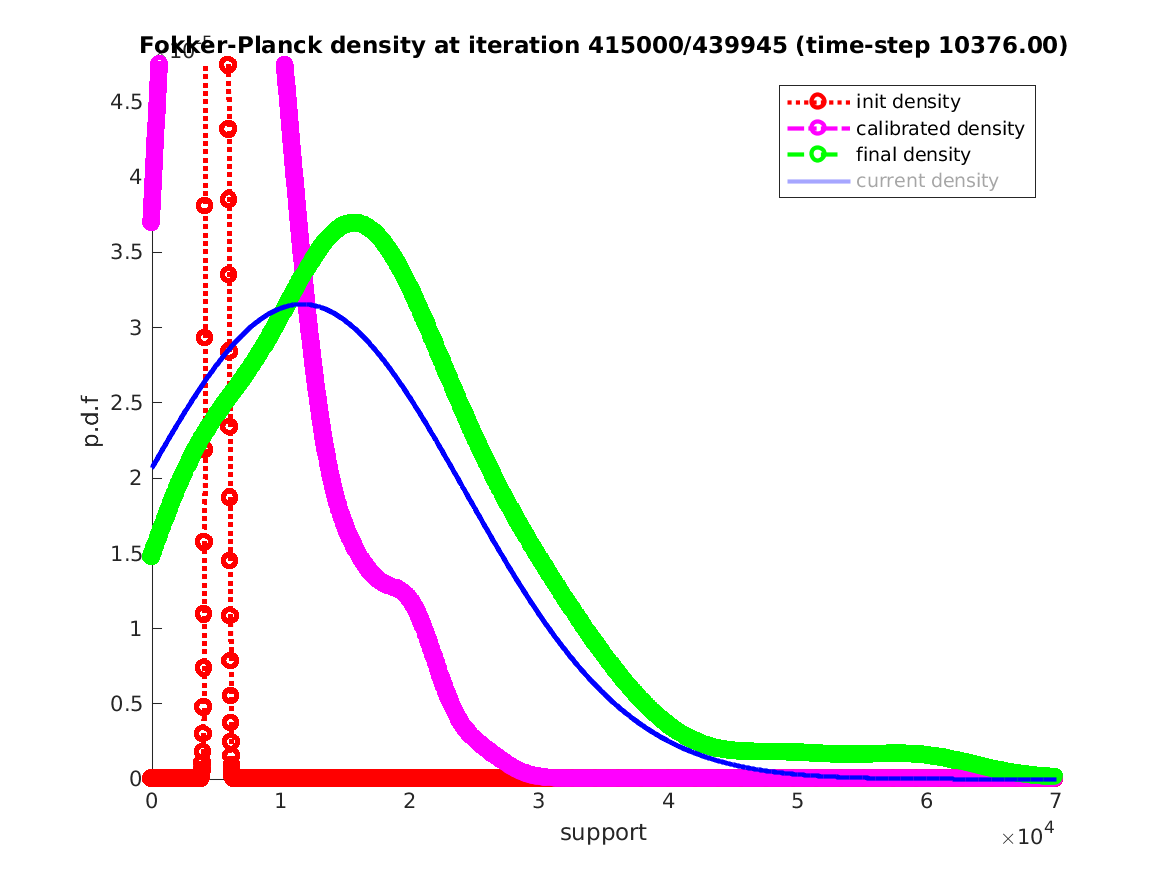 Fokker-Planck density at iteration 415000/439945 (time-step 10376.00)
init density
calibrated density
final density
current density
4.5
4
3.5
3
2.5
2
1.5
1
0.5
0
p.d.f
0 1 2 3 4 5 6 7
support
×10^4